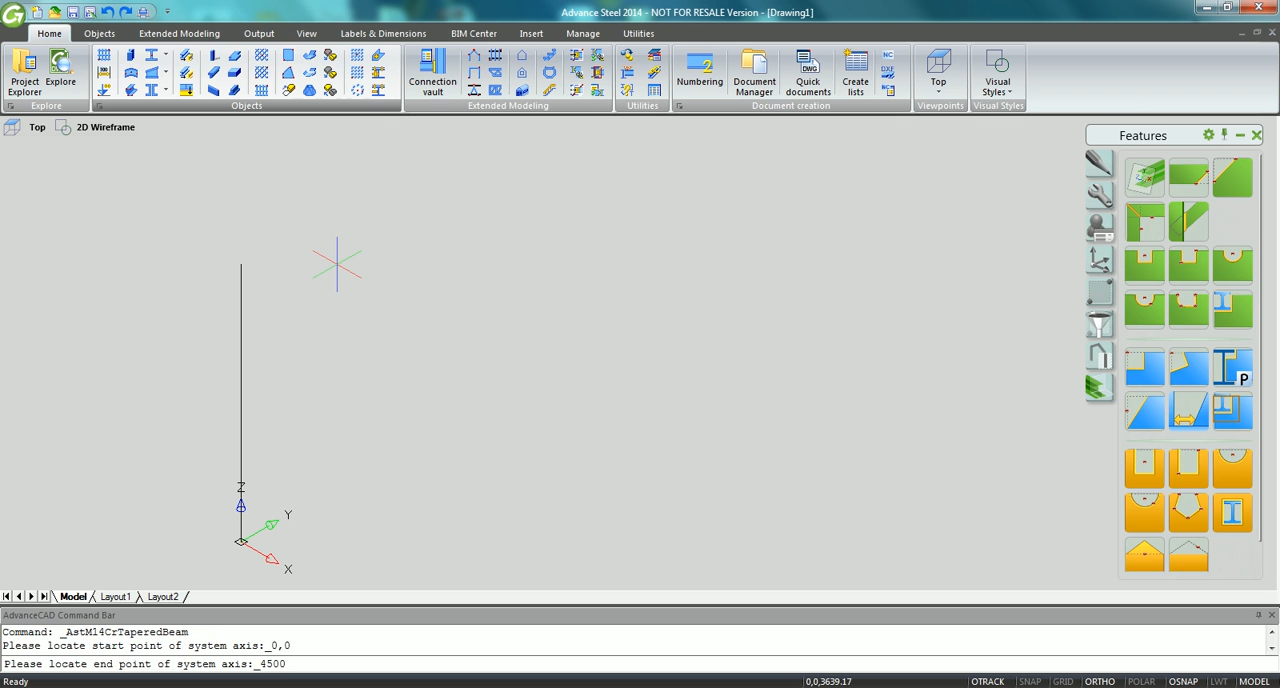 Advance Steel 2014 - NOT FOR RESALE Version - [Drawing1]
Home Objects Extended Modeling Output View Labels & Dimensions BIM Center Insert Manage Utilities
Project Explorer Explore Connection vault Numbering Document Manager Quick documents Create lists Top Visual Styles
Explore Objects Extended Modeling Utilities Document creation Viewpoints Visual Styles
Top 2D Wireframe
Features
P
Z
Y
X
Model Layout1 Layout2
AdvanceCAD Command Bar
Command: _AstM14CrTaperedBeam
Please locate start point of system axis:_0,0
Please locate end point of system axis:_4500
Ready 0,0,3639.17 OTRACK SNAP GRID ORTHO POLAR OSNAP LWT MODEL